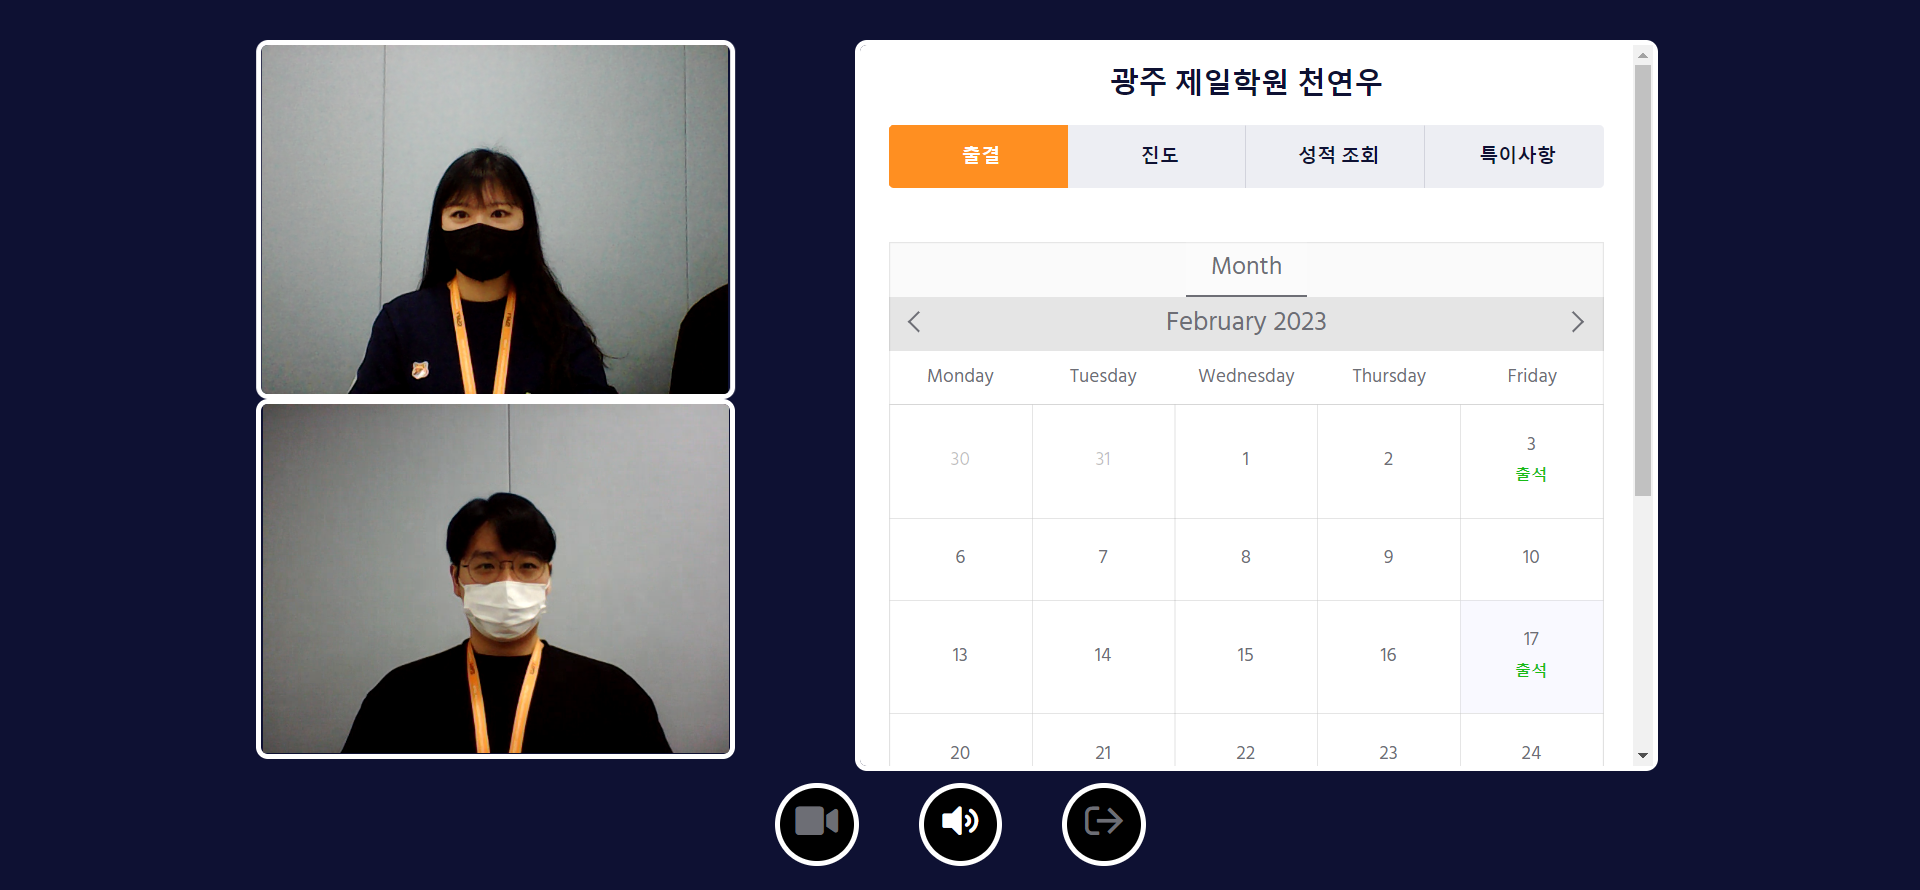 광주 제일학원 천연우
출결 진도 성적 조회 특이사항
Month
February 2023
Monday Tuesday Wednesday Thursday Friday
30 31 1 2 3
출석
6 7 8 9 10
13 14 15 16 17
출석
20 21 22 23 24